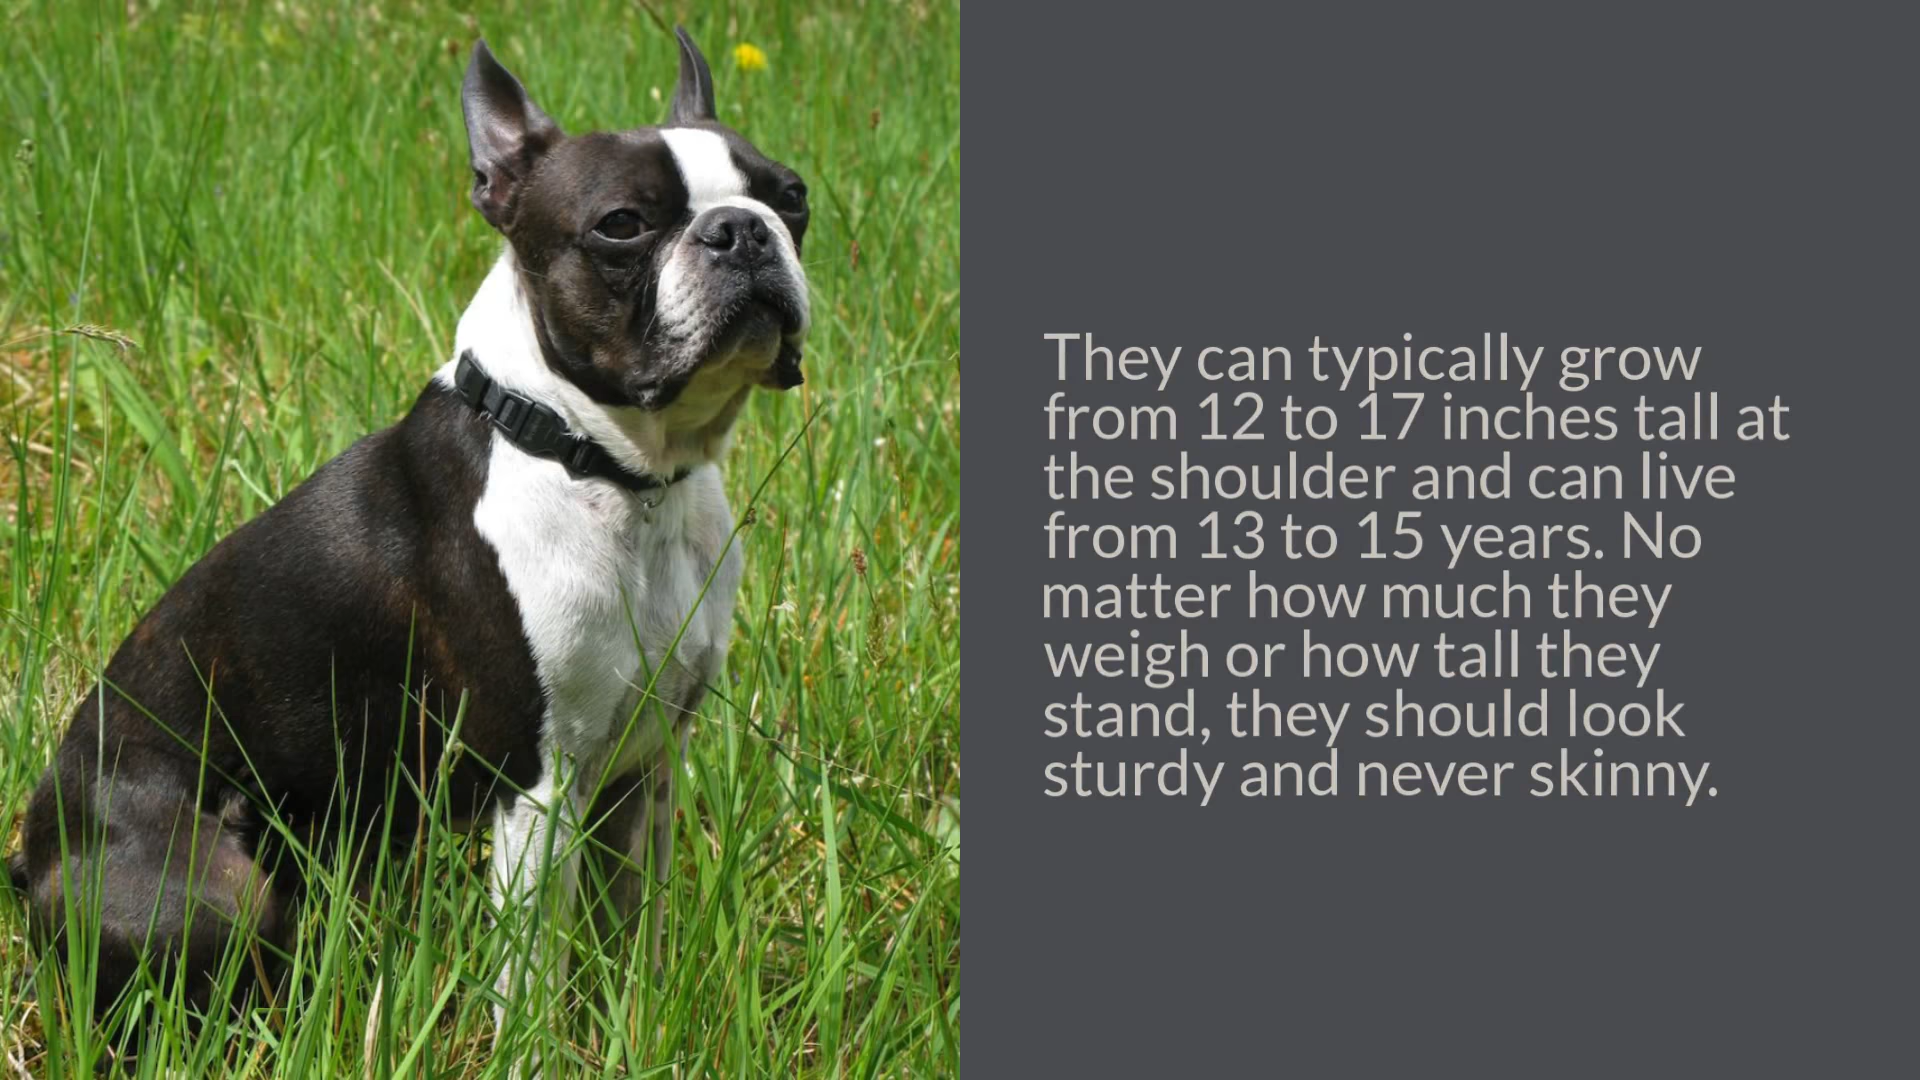 They can typically grow
from 12 to 17 inches tall at
the shoulder and can live
from 13 to 15 years. No
matter how much they
weigh or how tall they
stand, they should look
sturdy and never skinny.